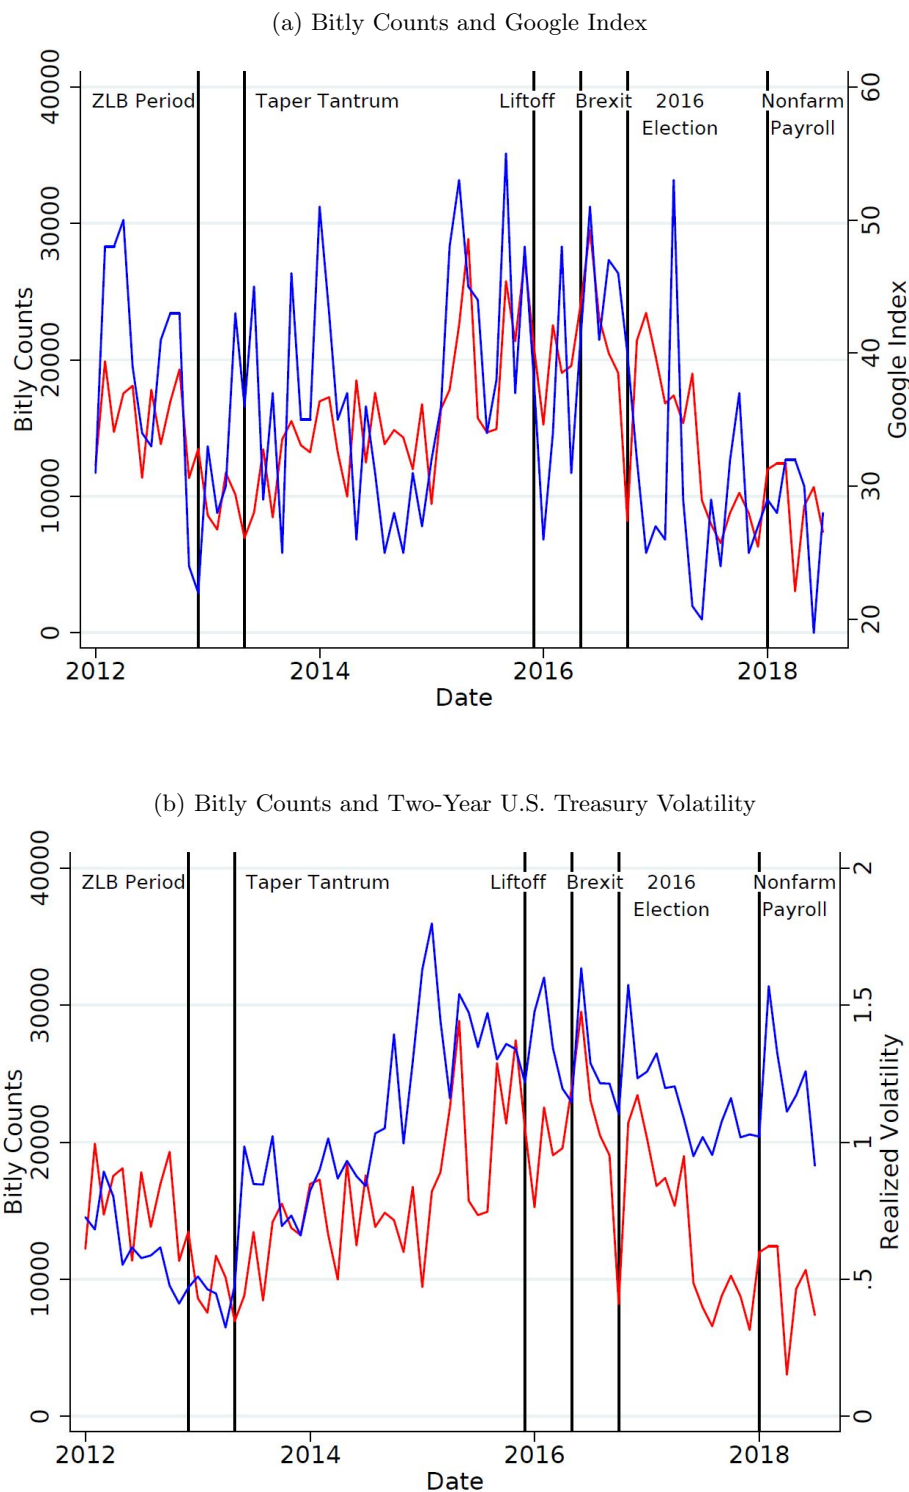 (a) Bitly Counts and Google Index
ZLB Period Taper Tantrum Liftoff Brexit 2016 Nonfarm
Election Payroll
40000
30000
20000
10000
0
Bitly Counts
60
50
40
30
20
Google Index
2012 2014 2016 2018
Date
(b) Bitly Counts and Two-Year U.S. Treasury Volatility
ZLB Period Taper Tantrum Liftoff Brexit 2016 Nonfarm
Election Payroll
40000
30000
20000
10000
0
Bitly Counts
2
1.5
1
.5
0
Realized Volatility
2012 2014 2016 2018
Date